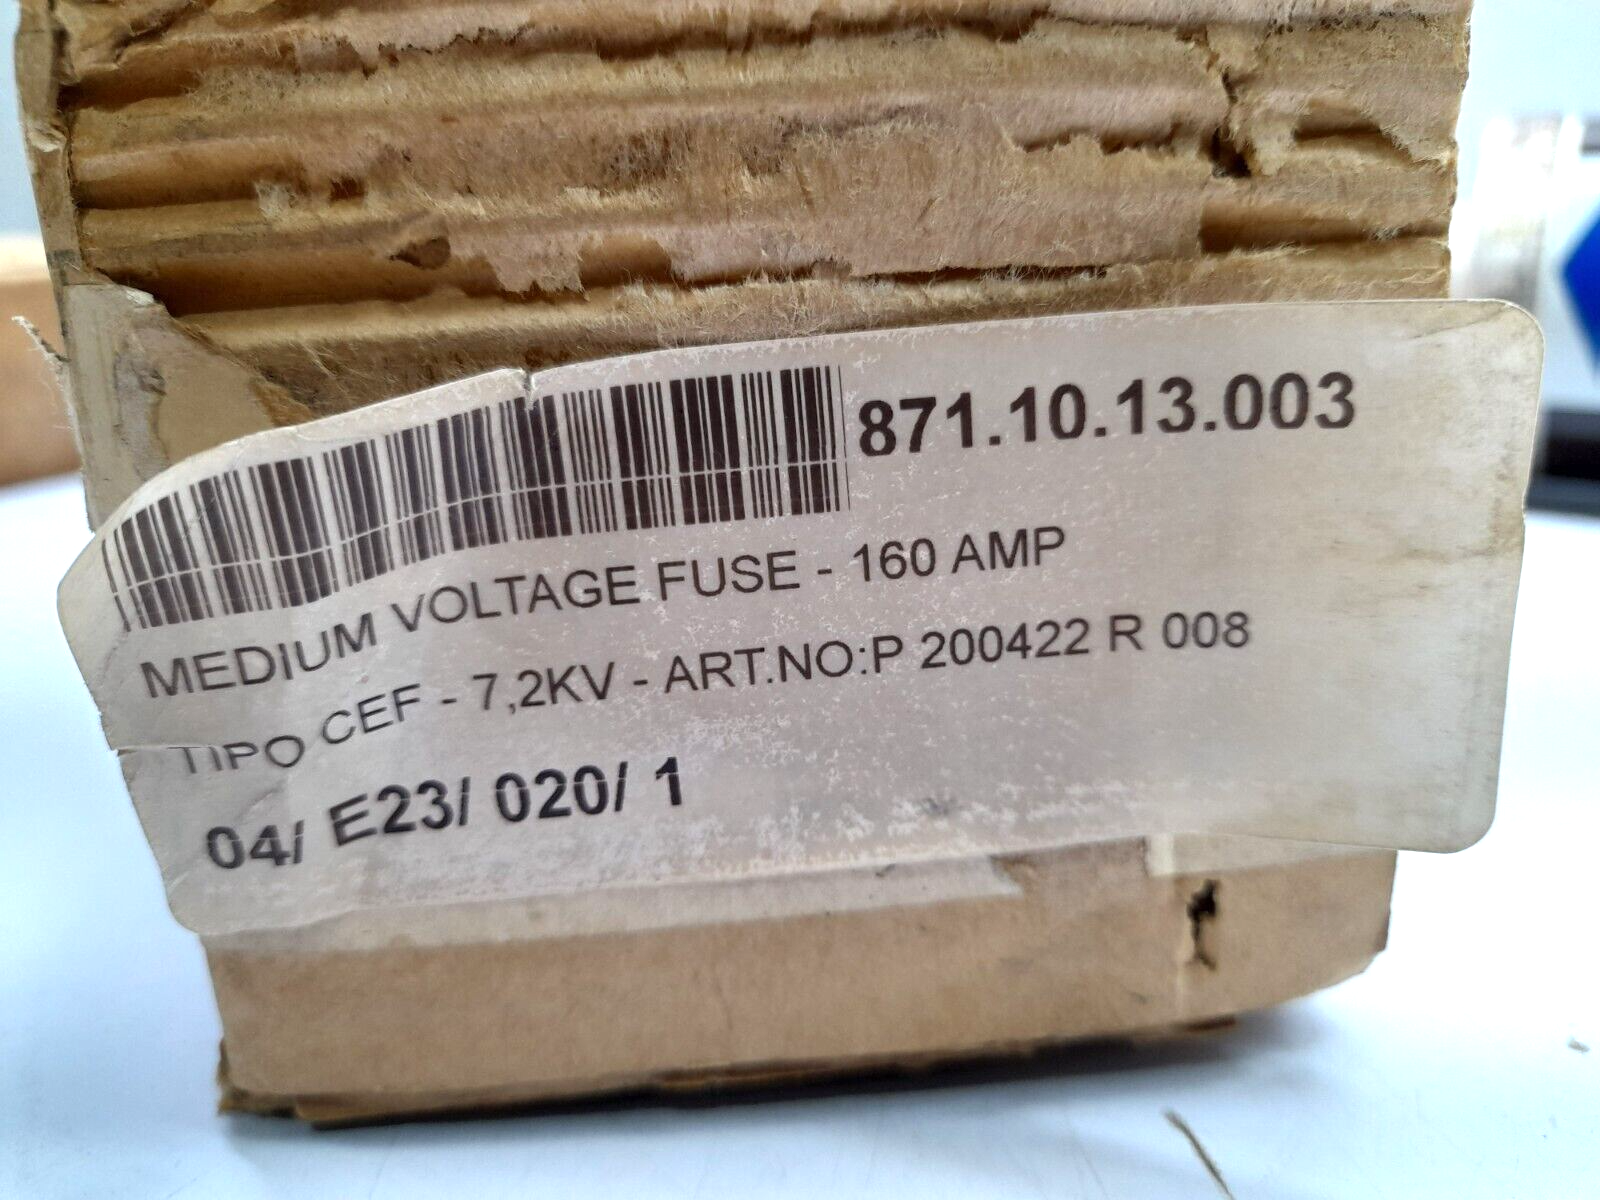 871.10.13.003
MEDIUM VOLTAGE FUSE - 160 AMP
TIPO CEF - 7,2KV - ART.NO:P 200422 R 008
04/ E23/ 020/ 1